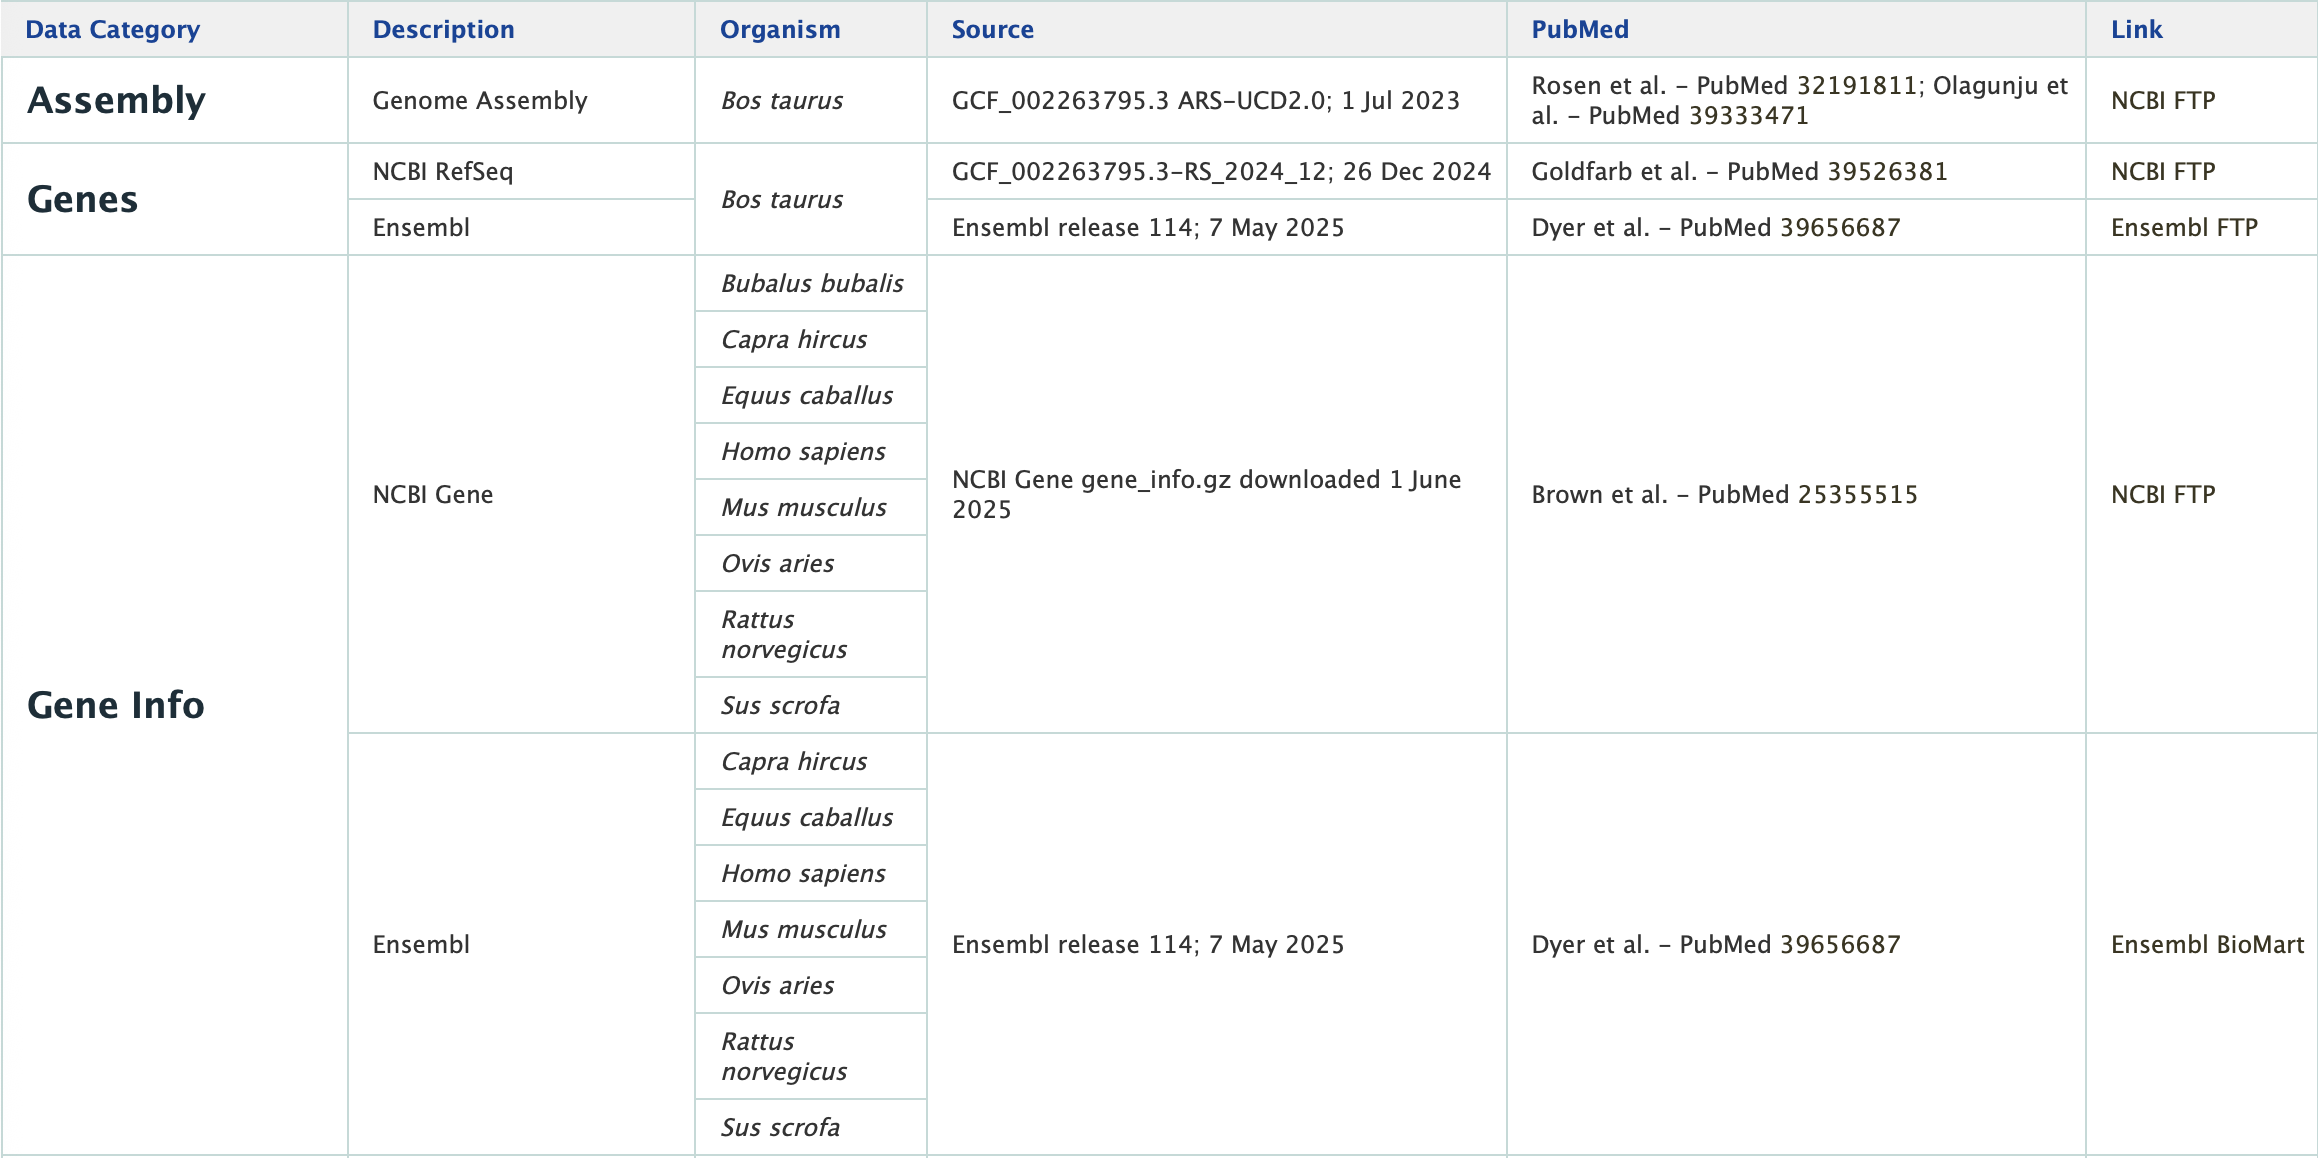 Data Category Description Organism Source PubMed Link
Assembly Genome Assembly Bos taurus GCF_002263795.3 ARS-UCD2.0; 1 Jul 2023 Rosen et al. - PubMed 32191811; Olagunju et
al. - PubMed 39333471 NCBI FTP
Genes NCBI RefSeq Bos taurus GCF_002263795.3-RS_2024_12; 26 Dec 2024 Goldfarb et al. - PubMed 39526381 NCBI FTP
Ensembl Ensembl release 114; 7 May 2025 Dyer et al. - PubMed 39656687 Ensembl FTP
Gene Info
NCBI Gene
Bubalus bubalis
Capra hircus
Equus caballus
Homo sapiens
Mus musculus
Ovis aries
Rattus
norvegicus
Sus scrofa
NCBI Gene gene_info.gz downloaded 1 June
2025
Brown et al. - PubMed 25355515
NCBI FTP
Ensembl
Capra hircus
Equus caballus
Homo sapiens
Mus musculus
Ovis aries
Rattus
norvegicus
Sus scrofa
Ensembl release 114; 7 May 2025
Dyer et al. - PubMed 39656687
Ensembl BioMart